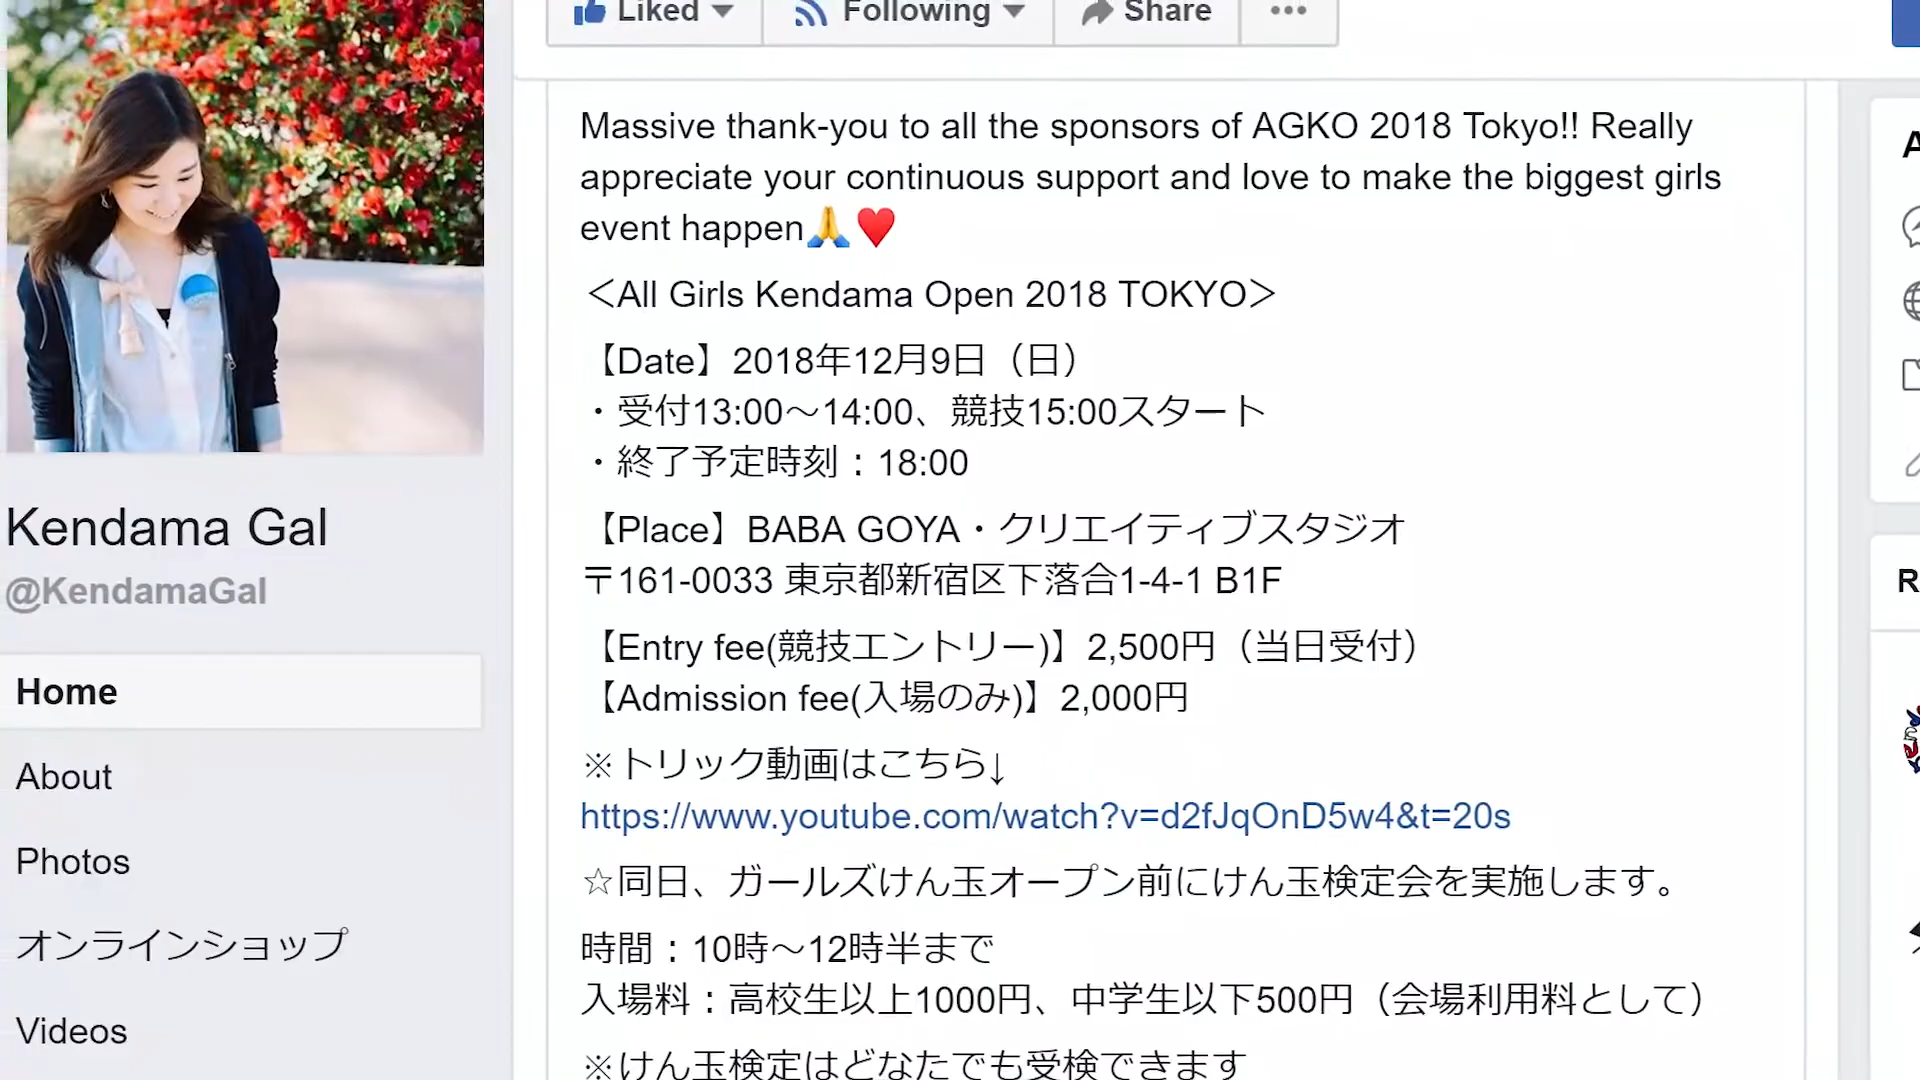 Liked
Following
Share
Massive thank-you to all the sponsors of AGKO 2018 Tokyo!! Really
appreciate your continuous support and love to make the biggest girls
event happen🙏♥️
＜All Girls Kendama Open 2018 TOKYO＞
【Date】2018年12月9日（日）
・受付13:00〜14:00、競技15:00スタート
・終了予定時刻：18:00
【Place】BABA GOYA・クリエイティブスタジオ
〒161-0033 東京都新宿区下落合1-4-1 B1F
【Entry fee(競技エントリー)】2,500円（当日受付）
【Admission fee(入場のみ)】2,000円
※トリック動画はこちら↓
https://www.youtube.com/watch?v=d2fJqOnD5w4&t=20s
☆同日、ガールズけん玉オープン前にけん玉検定会を実施します。
時間：10時〜12時半まで
入場料：高校生以上1000円、中学生以下500円（会場利用料として）
※けん玉検定はどなたでも受検できます
Kendama Gal
@KendamaGal
Home
About
Photos
オンラインショップ
Videos